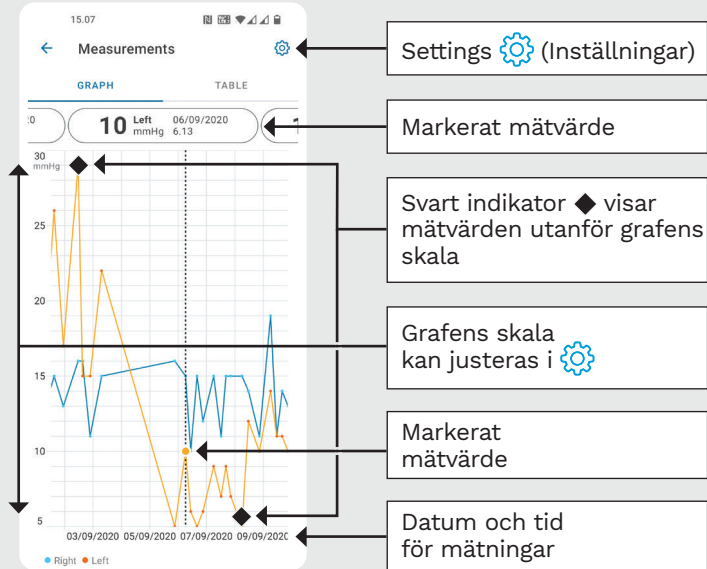 15.07
Measurements
GRAPH
TABLE
10 Left 06/09/2020
mmHg 6.13
30
mmHg
25
20
15
10
5
03/09/2020 05/09/2020 07/09/2020 09/09/2020
Right Left
Settings (Inställningar)
Markerat mätvärde
Svart indikator ◆ visar
mätvärden utanför grafens
skala
Grafens skala
kan justeras i
Markerat
mätvärde
Datum och tid
för mätningar